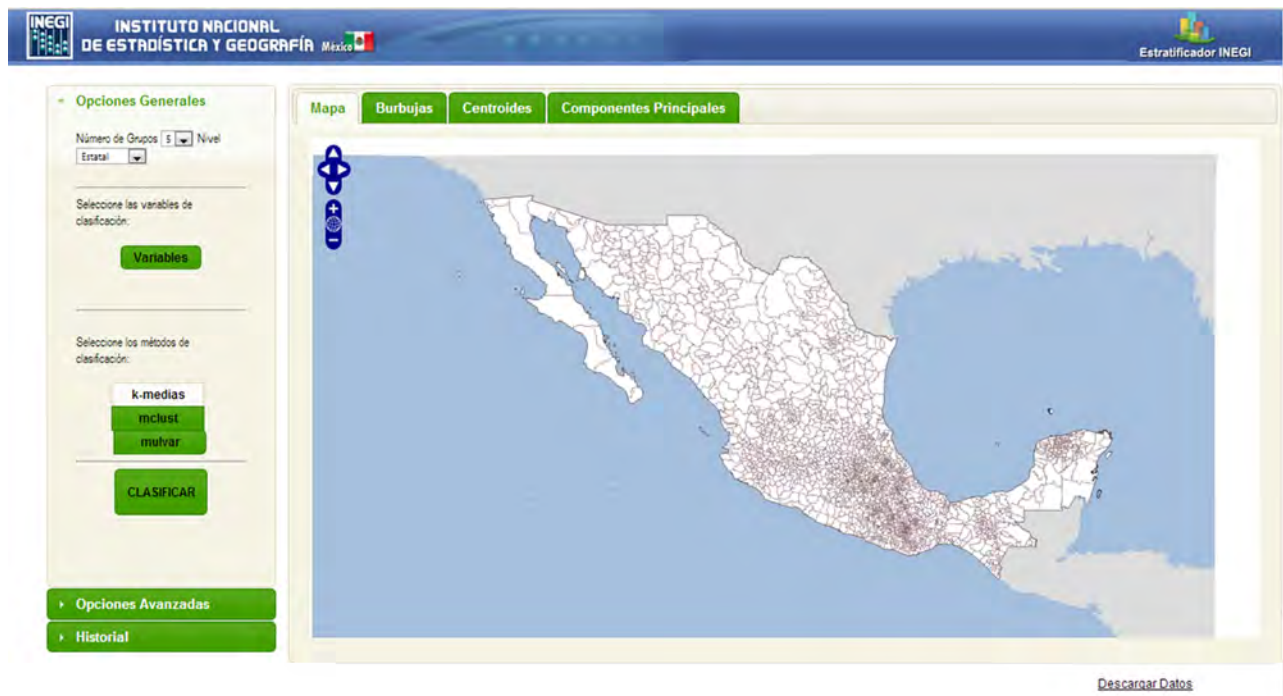 INEGI
INSTITUTO NACIONAL
DE ESTADÍSTICA Y GEOGRAFÍA México
Estratificador INEGI
Opciones Generales
Número de Grupos 5 Nivel
Estatal
Seleccione las variables de
clasificación:
Variables
Seleccione los métodos de
clasificación:
k-medias
mclust
mulvar
CLASIFICAR
Opciones Avanzadas
Historial
Mapa Burbujas Centroides Componentes Principales
Descargar Datos